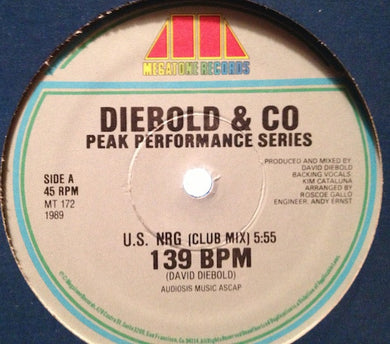 MEGATONE RECORDS
DIEBOLD & CO
PEAK PERFORMANCE SERIES
SIDE A
45 RPM
MT 172
1989
PRODUCED AND MIXED BY
DAVID DIEBOLD
BACKING VOCALS:
KIM CATALUNA
ARRANGED BY
ROSCOE GALLO
ENGINEER, ANDY ERNST
U.S. NRG (CLUB MIX) 5:55
139 BPM
(DAVID DIEBOLD)
AUDIOSIS MUSIC ASCAP